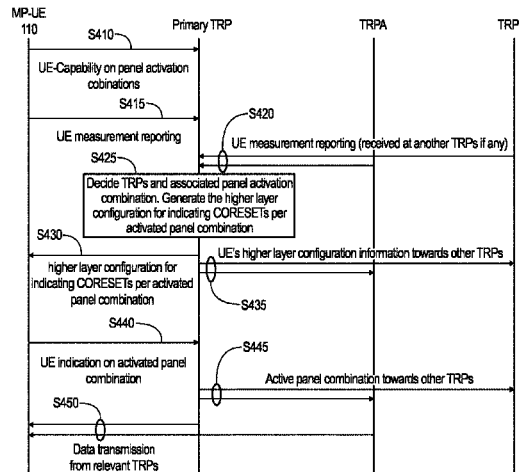 MP-UE
110
Primary TRP
TRPA
TRP
S410
UE-Capability on panel activation
cobinations
S415
S420
UE measurement reporting
UE measurement reporting (received at another TRPs if any)
S425
Decide TRPs and associated panel activation
combination. Generate the higher layer
configuration for indicating CORESETs per
activated panel combination
S430
UE's higher layer configuration information towards other TRPs
higher layer configuration for
indicating CORESETs per activated
panel combination
S435
S440
S445
UE indication on activated panel
combination
Active panel combination towards other TRPs
S450
Data transmission
from relevant TRPs